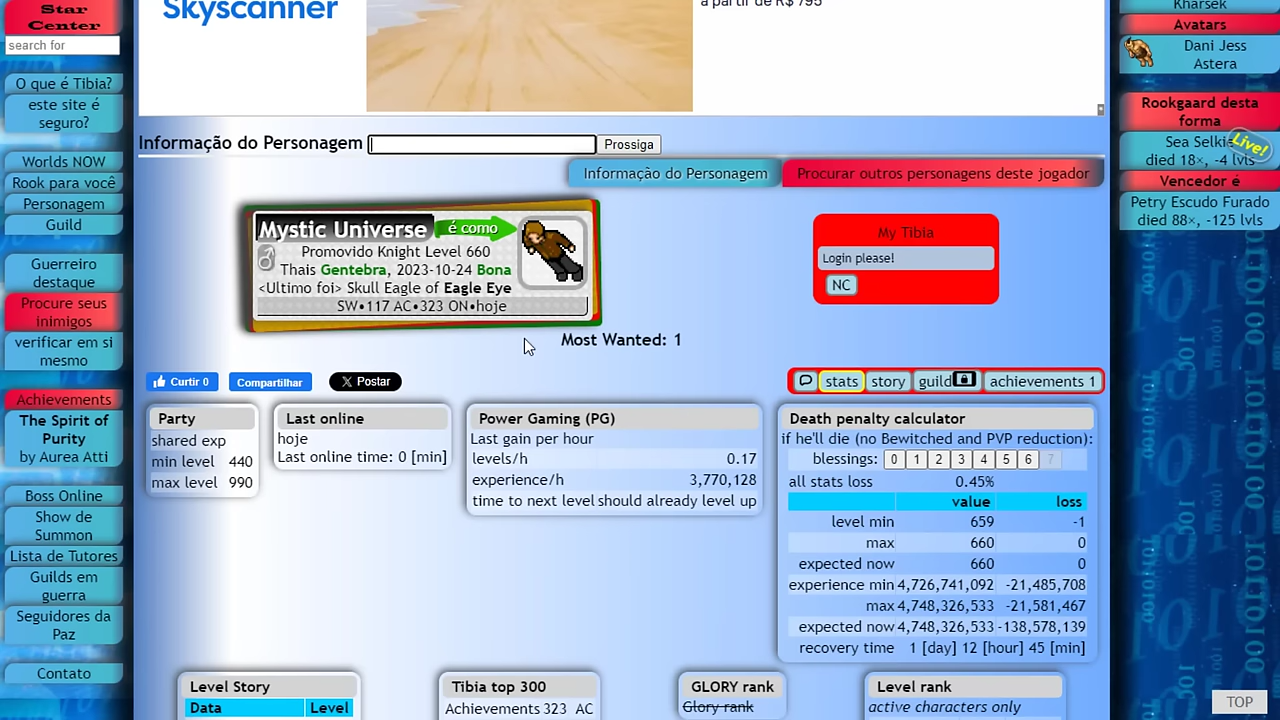 Star
Center
search for
O que é Tibia?
este site é
seguro?
Worlds NOW
Rook para você
Personagem
Guild
Guerreiro
destaque
Procure seus
inimigos
verificar em si
mesmo
Achievements
The Spirit of
Purity
by Aurea Atti
Boss Online
Show de
Summon
Lista de Tutores
Guilds em
guerra
Seguidores da
Paz
Contato
Skyscanner
a partir de R$ 795
Informação do Personagem
Prossiga
Informação do Personagem
Procurar outros personagens deste jogador
Mystic Universe é como
Promovido Knight Level 660
Thais Gentebra, 2023-10-24 Bona
<Ultimo foi> Skull Eagle of Eagle Eye
SW•117 AC•323 ON•hoje
My Tibia
Login please!
NC
Most Wanted: 1
Curtir 0
Compartilhar
X Postar
stats
story
guild
achievements 1
Party
shared exp
min level 440
max level 990
Last online
hoje
Last online time: 0 [min]
Power Gaming (PG)
Last gain per hour
levels/h 0.17
experience/h 3,770,128
time to next level should already level up
Death penalty calculator
if he'll die (no Bewitched and PVP reduction):
blessings: 0 1 2 3 4 5 6 7
all stats loss 0.45%
value loss
level min 659 -1
max 660 0
expected now 660 0
experience min 4,726,741,092 -21,485,708
max 4,748,326,533 -21,581,467
expected now 4,748,326,533 -138,578,139
recovery time 1 [day] 12 [hour] 45 [min]
Level Story
Data Level
Tibia top 300
Achievements 323 AC
GLORY rank
Glory rank
Level rank
active characters only
Kharsek
Avatars
Dani Jess
Astera
Rookgaard desta
forma
Sea Selkie
Live!
died 18×, -4 lvls
Vencedor é
Petry Escudo Furado
died 88×, -125 lvls
TOP